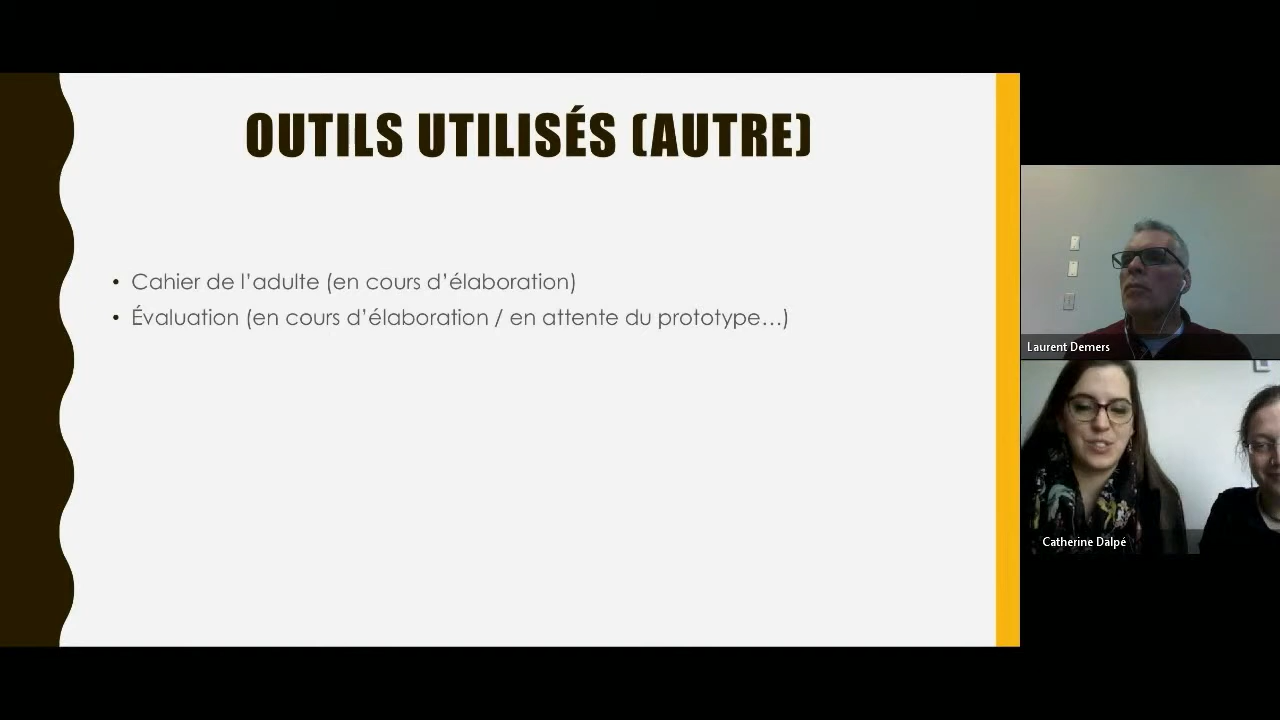 OUTILS UTILISÉS (AUTRE)
• Cahier de l'adulte (en cours d'élaboration)
• Évaluation (en cours d'élaboration / en attente du prototype…)
Laurent Demers
Catherine Dalpé